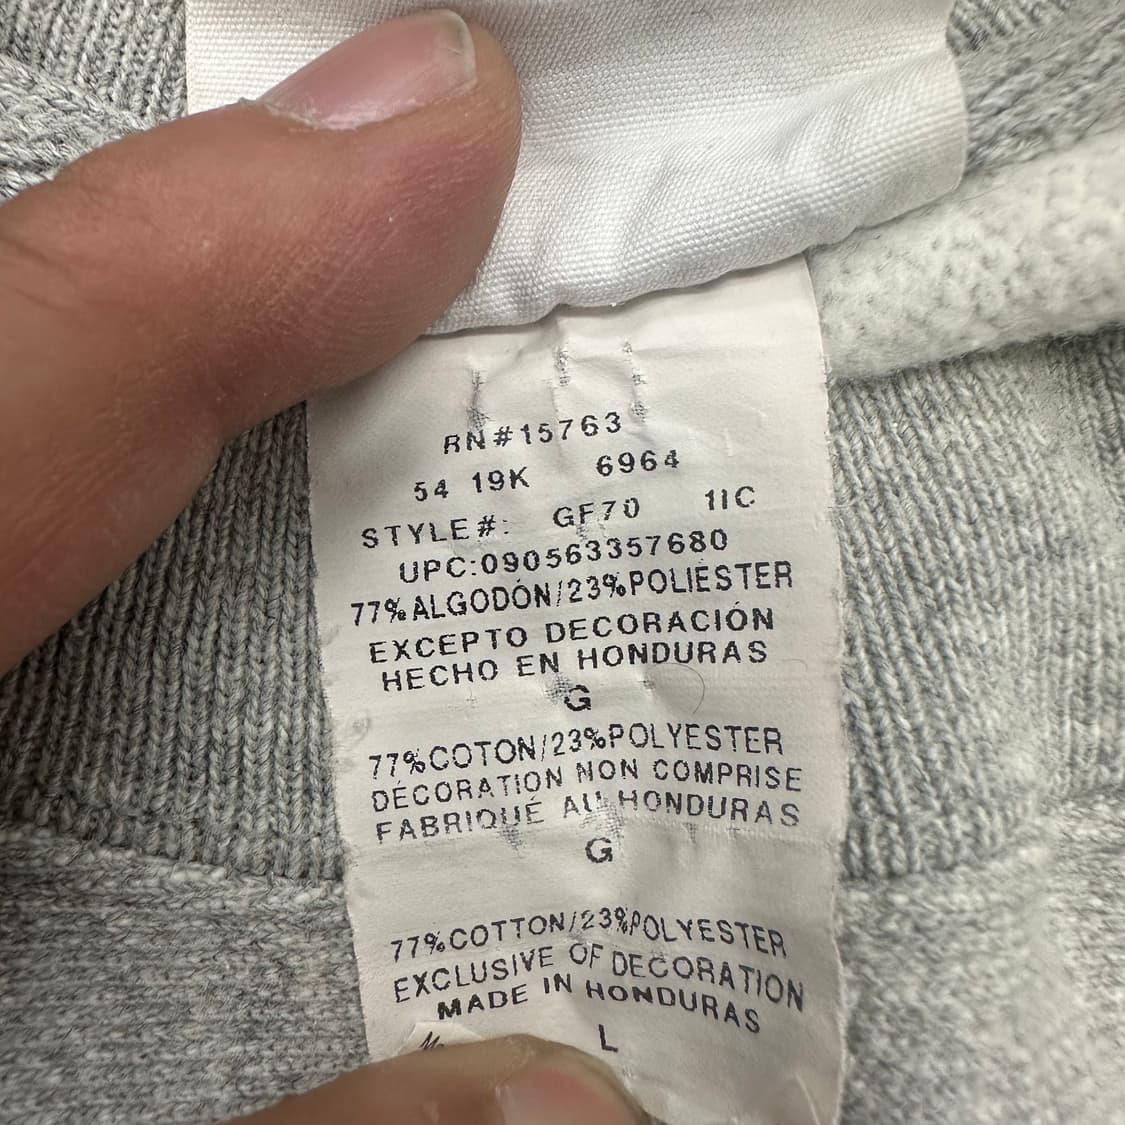 RN#15763
54 19K 6964
STYLE#: GF70 1IC
UPC:090563357680
77%ALGODÓN/23%POLIÉSTER
EXCEPTO DECORACIÓN
HECHO EN HONDURAS
G
77%COTON/23%POLYESTER
DÉCORATION NON COMPRISE
FABRIQUÉ AU HONDURAS
G
77%COTTON/23%POLYESTER
EXCLUSIVE OF DECORATION
MADE IN HONDURAS
L